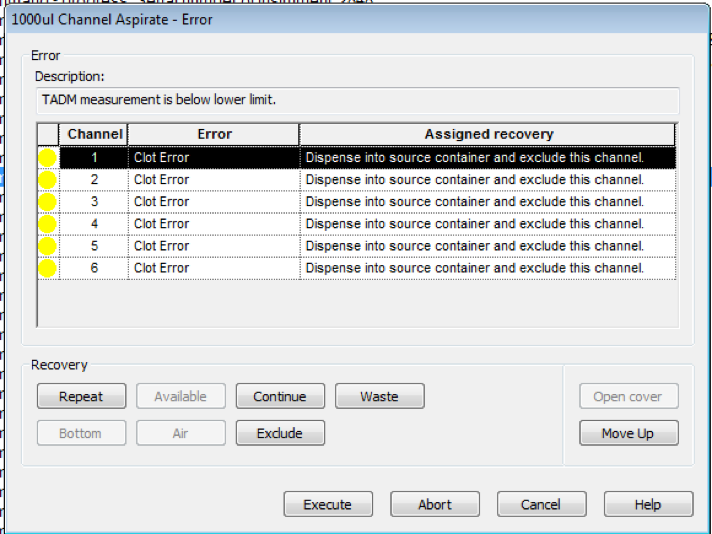 1000ul Channel Aspirate - Error
Error
Description:
TADM measurement is below lower limit.
Channel Error Assigned recovery
1 Clot Error Dispense into source container and exclude this channel.
2 Clot Error Dispense into source container and exclude this channel.
3 Clot Error Dispense into source container and exclude this channel.
4 Clot Error Dispense into source container and exclude this channel.
5 Clot Error Dispense into source container and exclude this channel.
6 Clot Error Dispense into source container and exclude this channel.
Recovery
Repeat Available Continue Waste Open cover
Bottom Air Exclude Move Up
Execute Abort Cancel Help